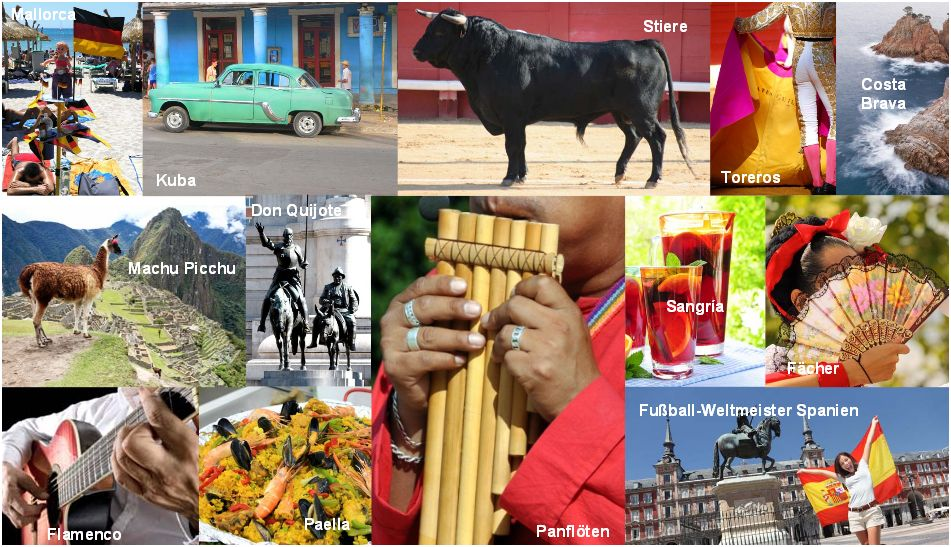 Mallorca
Kuba
Stiere
Toreros
Costa
Brava
Machu Picchu
Don Quijote
Sangria
Fächer
Flamenco
Paella
Panflöten
Fußball-Weltmeister Spanien